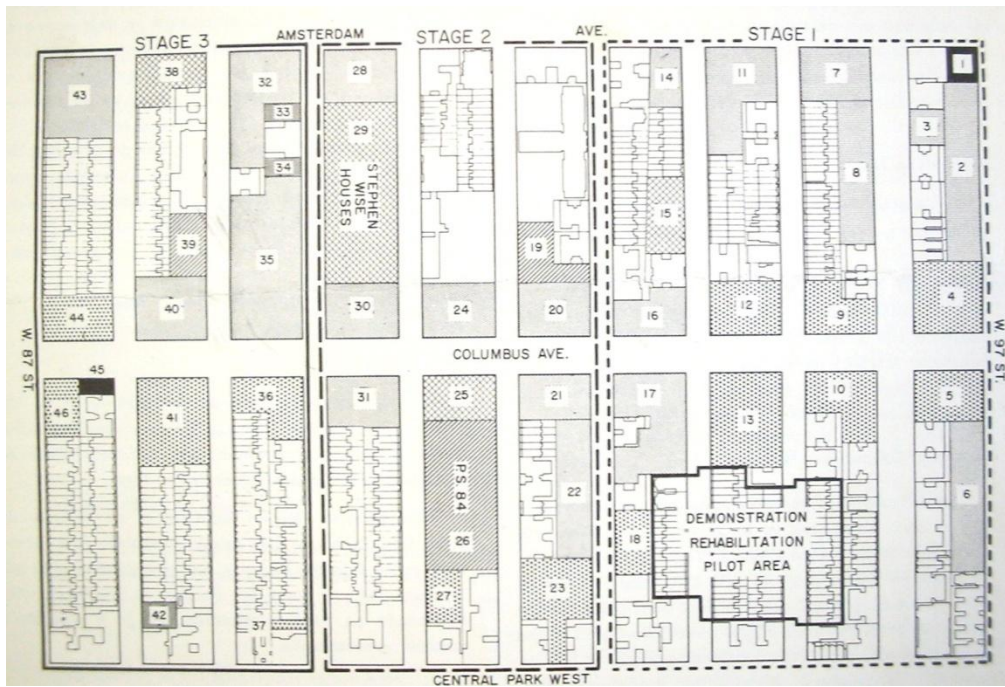 STAGE 3
AMSTERDAM
STAGE 2
AVE.
STAGE I
43
38
32
33
34
35
39
40
44
28
29
STEPHEN
WISE
HOUSES
30
24
19
20
14
15
16
11
12
7
8
9
1
3
2
4
W. 87 ST.
COLUMBUS AVE.
W. 97 ST.
45
46
41
42
36
37
31
25
P.S. 84
26
27
21
22
23
17
18
13
10
5
6
DEMONSTRATION
REHABILITATION
PILOT AREA
CENTRAL PARK WEST